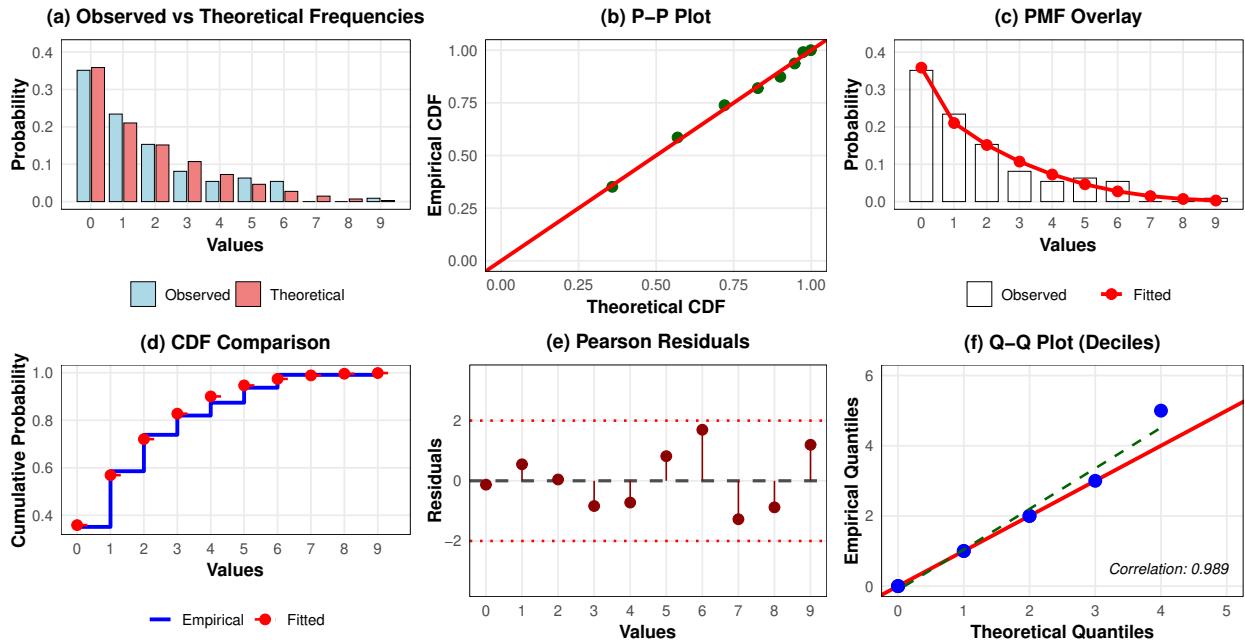 (a) Observed vs Theoretical Frequencies
Probability
0.4
0.3
0.2
0.1
0.0
0 1 2 3 4 5 6 7 8 9
Values
Observed Theoretical
(b) P−P Plot
Empirical CDF
1.00
0.75
0.50
0.25
0.00
0.00 0.25 0.50 0.75 1.00
Theoretical CDF
(c) PMF Overlay
Probability
0.4
0.3
0.2
0.1
0.0
0 1 2 3 4 5 6 7 8 9
Values
Observed Fitted
(d) CDF Comparison
Cumulative Probability
1.0
0.8
0.6
0.4
0 1 2 3 4 5 6 7 8 9
Values
Empirical Fitted
(e) Pearson Residuals
Residuals
2
0
−2
0 1 2 3 4 5 6 7 8 9
Values
(f) Q−Q Plot (Deciles)
Empirical Quantiles
6
4
2
0
Correlation: 0.989
0 1 2 3 4 5
Theoretical Quantiles